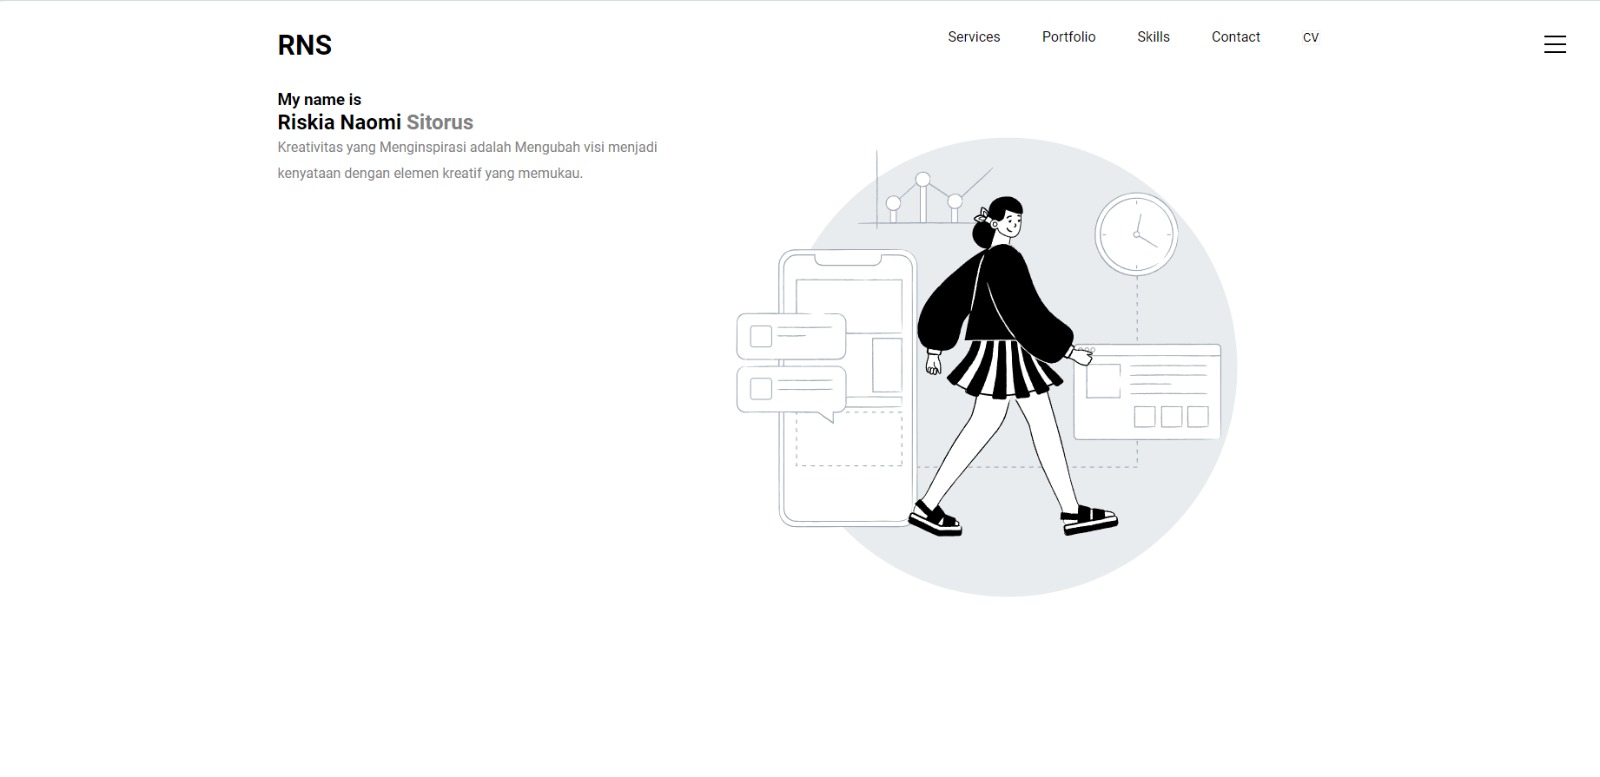 RNS
Services
Portfolio
Skills
Contact
CV
My name is
Riskia Naomi Sitorus
Kreativitas yang Menginspirasi adalah Mengubah visi menjadi
kenyataan dengan elemen kreatif yang memukau.